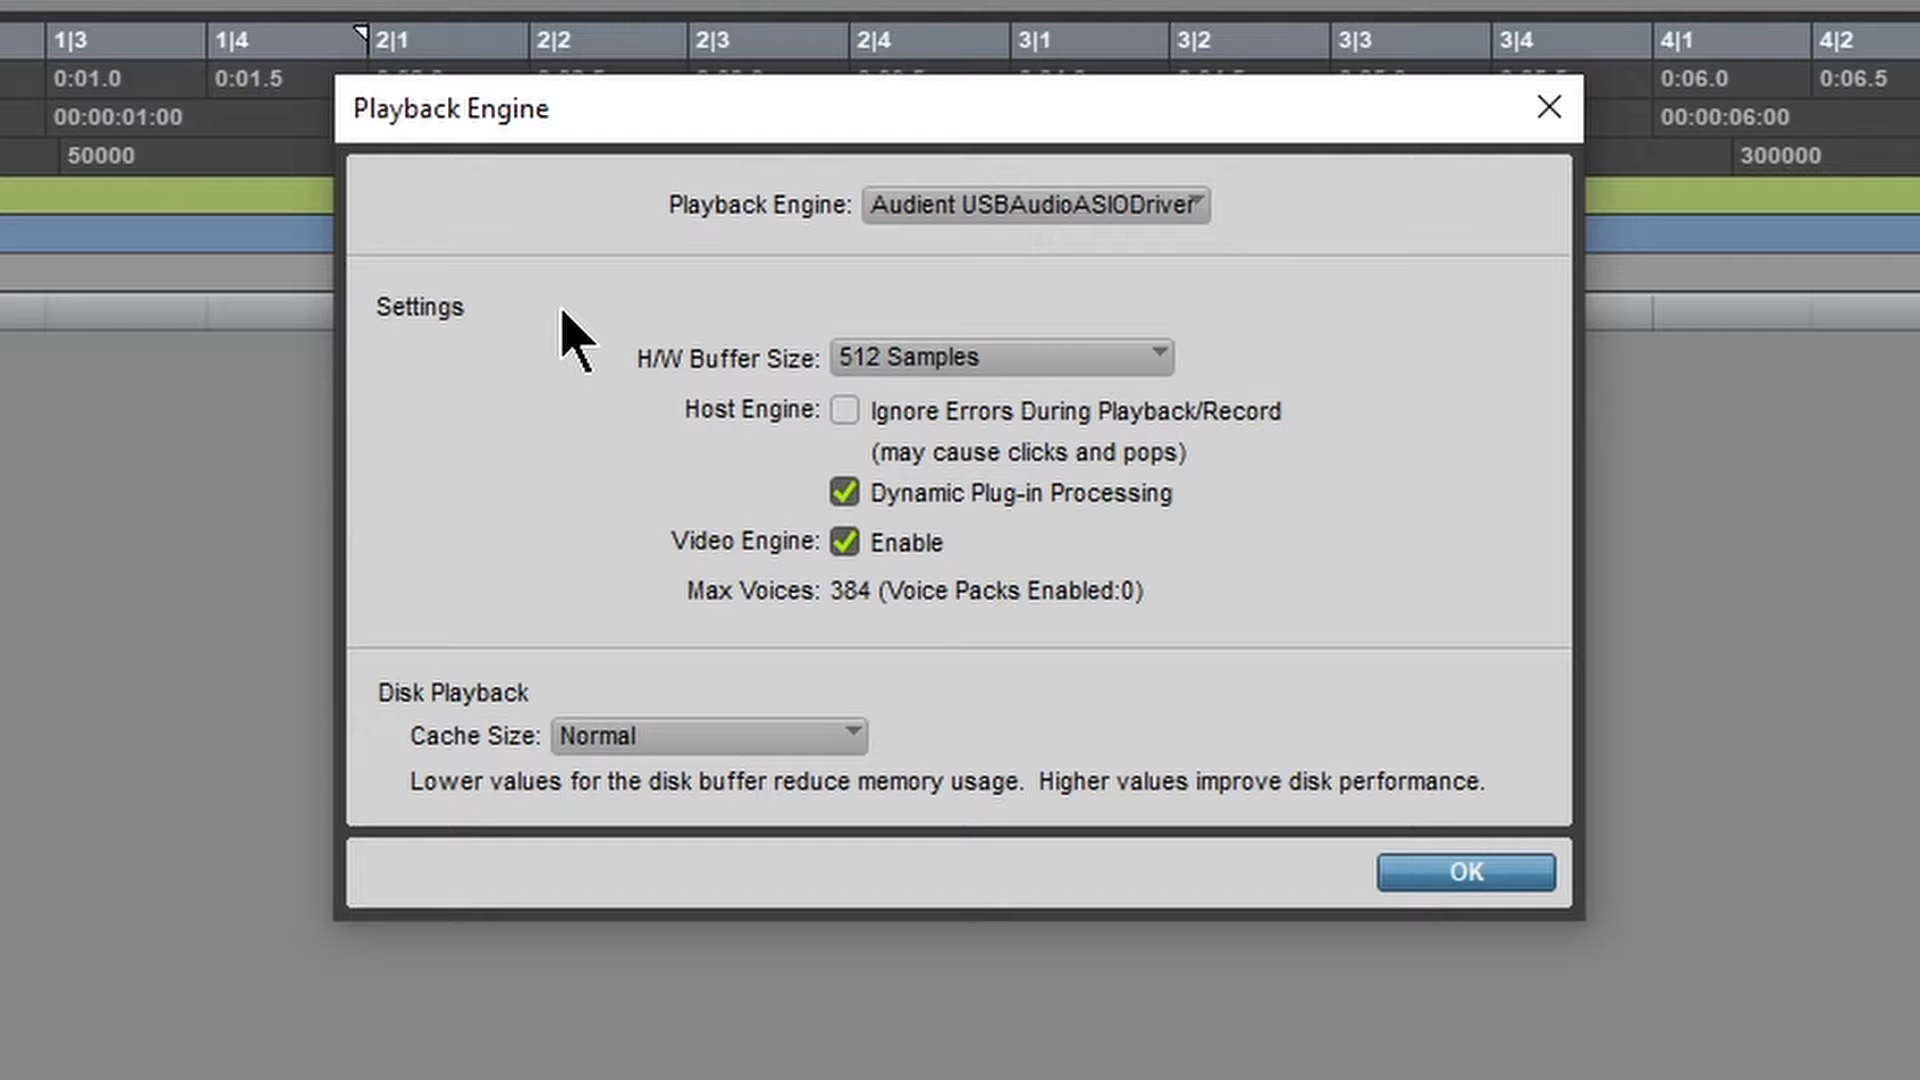 1|3 1|4 2|1 2|2 2|3 2|4 3|1 3|2 3|3 3|4 4|1 4|2
0:01.0 0:01.5 0:06.0 0:06.5
00:00:01:00 00:00:06:00
50000 300000
Playback Engine
Playback Engine: Audient USBAudioASIODriver
Settings
H/W Buffer Size: 512 Samples
Host Engine: Ignore Errors During Playback/Record
(may cause clicks and pops)
Dynamic Plug-in Processing
Video Engine: Enable
Max Voices: 384 (Voice Packs Enabled:0)
Disk Playback
Cache Size: Normal
Lower values for the disk buffer reduce memory usage. Higher values improve disk performance.
OK